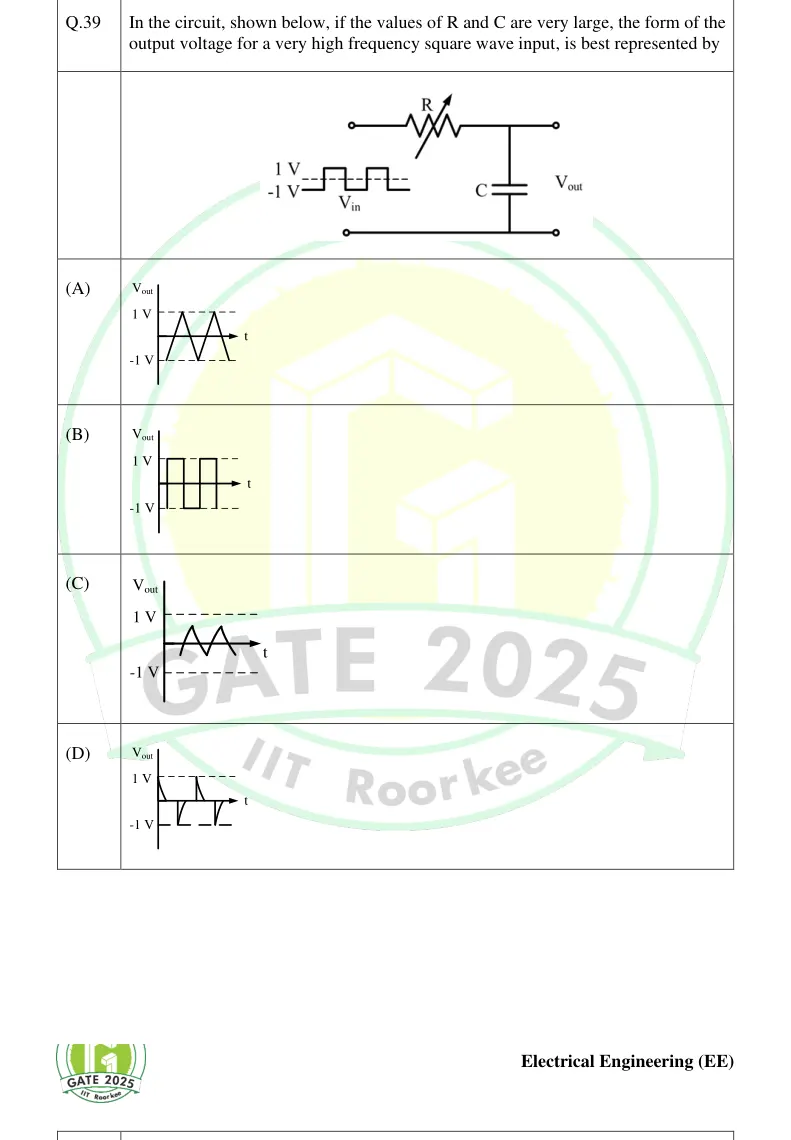 Q.39 In the circuit, shown below, if the values of R and C are very large, the form of the
output voltage for a very high frequency square wave input, is best represented by
R
1 V
-1 V
Vin
C
Vout
(A)
Vout
1 V
t
-1 V
(B)
Vout
1 V
t
-1 V
(C)
Vout
1 V
t
-1 V
GATE 2025
(D)
Vout
1 V
t
-1 V
IIT Roorkee
GATE 2025
IIT Roorkee
Electrical Engineering (EE)